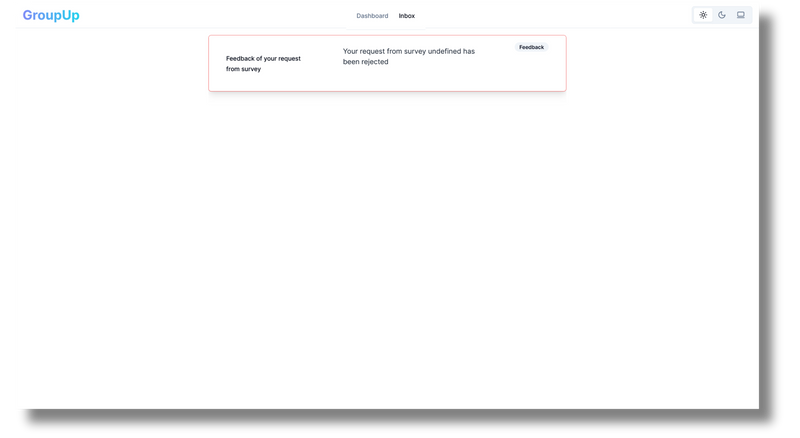 GroupUp
Dashboard Inbox
Feedback of your request
from survey
Your request from survey undefined has
been rejected
Feedback